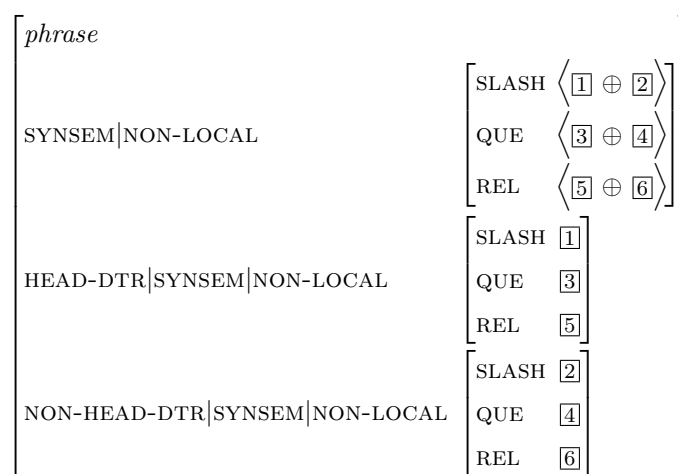 phrase
SLASH ⟨1 ⊕ 2⟩
SYNSEM|NON-LOCAL QUE ⟨3 ⊕ 4⟩
REL ⟨5 ⊕ 6⟩
SLASH 1
HEAD-DTR|SYNSEM|NON-LOCAL QUE 3
REL 5
SLASH 2
NON-HEAD-DTR|SYNSEM|NON-LOCAL QUE 4
REL 6